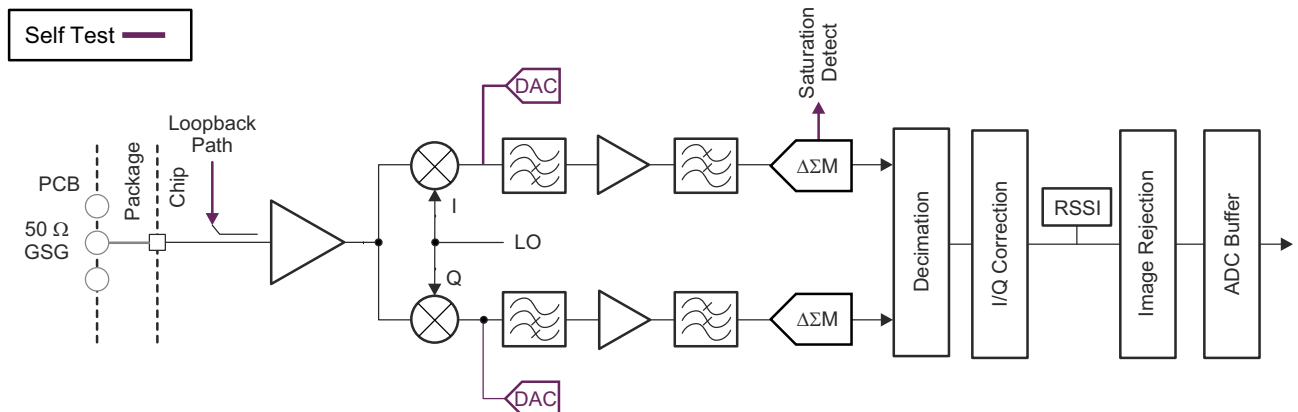 Self Test
DAC
Saturation
Detect
Loopback
Path
PCB
Package
Chip
50 Ω
GSG
I
LO
Q
ΔΣM
ΔΣM
DAC
Decimation
I/Q Correction
RSSI
Image Rejection
ADC Buffer